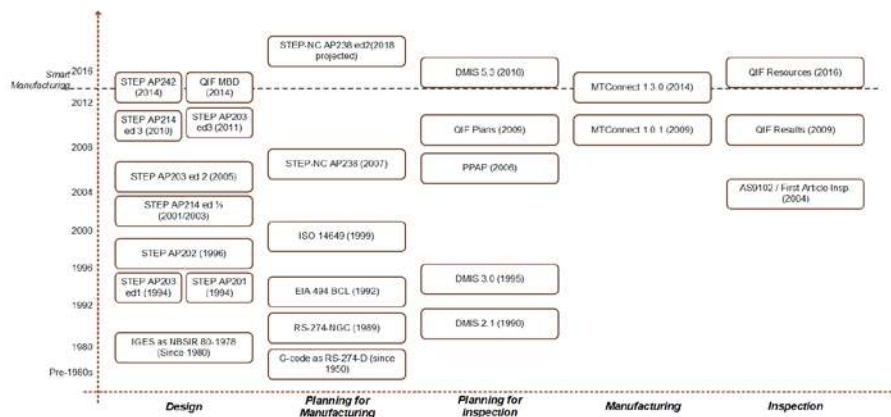 STEP-NC AP238 ed2(2018
projected)
2016
Smart
Manufacturing
STEP AP242
(2014)
QIF MBD
(2014)
DMIS 5.3 (2016)
MTConnect 1.3.0 (2014)
QIF Resources (2016)
2012
STEP AP214
ed 3 (2010)
STEP AP203
ed3 (2011)
QIF Plans (2009)
MTConnect 1.0.1 (2009)
QIF Results (2009)
2008
STEP AP203 ed 2 (2005)
STEP-NC AP238 (2007)
PPAP (2006)
2004
STEP AP214 ed ½
(2001/2003)
AS9102 / First Article Insp.
(2004)
2000
ISO 14649 (1999)
STEP AP202 (1996)
1996
STEP AP203
ed1 (1994)
STEP AP201
(1994)
EIA 494 BCL (1992)
DMIS 3.0 (1995)
1992
RS-274-NGC (1989)
DMIS 2.1 (1990)
1980
IGES as NBSIR 80-1978
(Since 1980)
G-code as RS-274-D (since
1950)
Pre-1980s
Design
Planning for
Manufacturing
Planning for
Inspection
Manufacturing
Inspection